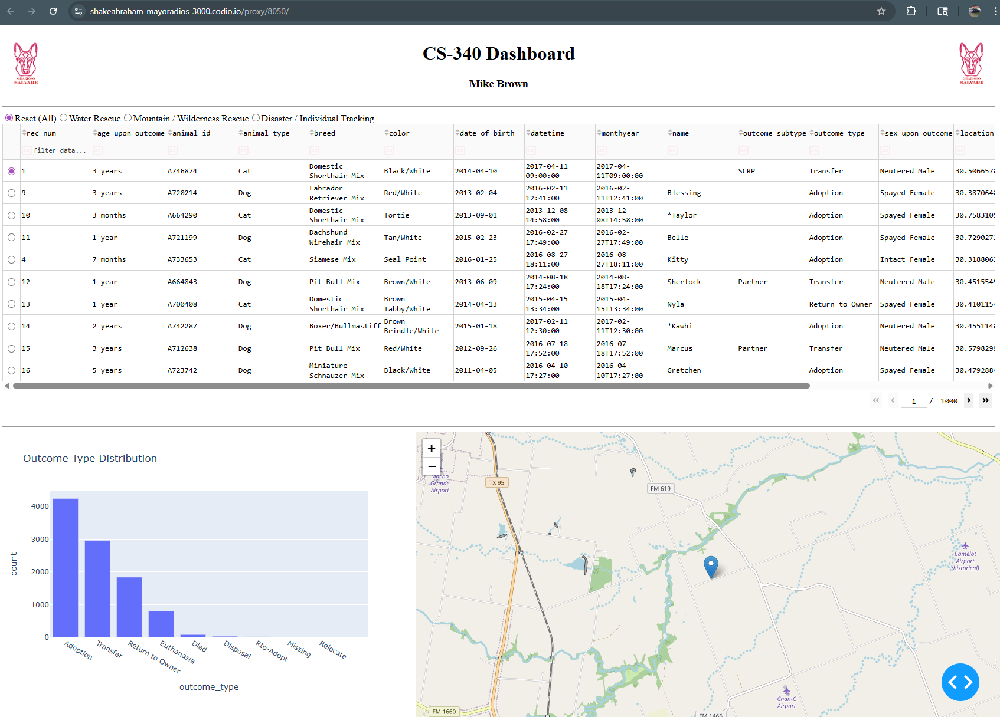 shakeabraham-mayoradios-3000.codio.io/proxy/8050/
GRAZIOSO SALVARE
CS-340 Dashboard
GRAZIOSO SALVARE
Mike Brown
Reset (All) Water Rescue Mountain / Wilderness Rescue Disaster / Individual Tracking
rec_num age_upon_outcome animal_id animal_type breed color date_of_birth datetime monthyear name outcome_subtype outcome_type sex_upon_outcome location_
filter data...
1 3 years A746874 Cat Domestic Shorthair Mix Black/White 2014-04-10 2017-04-11 09:00:00 2017-04-11T09:00:00 SCRP Transfer Neutered Male 30.5066578
9 3 years A720214 Dog Labrador Retriever Mix Red/White 2013-02-04 2016-02-11 12:41:00 2016-02-11T12:41:00 Blessing Adoption Spayed Female 30.3870648
10 3 months A664290 Cat Domestic Shorthair Mix Tortie 2013-09-01 2013-12-08 14:58:00 2013-12-08T14:58:00 *Taylor Adoption Spayed Female 30.7583105
11 1 year A721199 Dog Dachshund Wirehair Mix Tan/White 2015-02-23 2016-02-27 17:49:00 2016-02-27T17:49:00 Belle Adoption Spayed Female 30.7290272
4 7 months A733653 Cat Siamese Mix Seal Point 2016-01-25 2016-08-27 18:11:00 2016-08-27T18:11:00 Kitty Adoption Intact Female 30.3188063
12 1 year A664843 Dog Pit Bull Mix Brown/White 2013-06-09 2014-08-18 17:24:00 2014-08-18T17:24:00 Sherlock Partner Transfer Neutered Male 30.4515549
13 1 year A700408 Cat Domestic Shorthair Mix Brown Tabby/White 2014-04-13 2015-04-15 13:34:00 2015-04-15T13:34:00 Nyla Return to Owner Spayed Female 30.4101154
14 2 years A742287 Dog Boxer/Bullmastiff Brown Brindle/White 2015-01-18 2017-02-11 12:30:00 2017-02-11T12:30:00 *Kawhi Adoption Neutered Male 30.4551148
15 3 years A712638 Dog Pit Bull Mix Red/White 2012-09-26 2016-07-18 17:52:00 2016-07-18T17:52:00 Marcus Partner Transfer Neutered Male 30.5798299
16 5 years A723742 Dog Miniature Schnauzer Mix Black/White 2011-04-05 2016-04-10 17:27:00 2016-04-10T17:27:00 Gretchen Adoption Spayed Female 30.4792884
1 / 1000
Outcome Type Distribution
count
4000
3000
2000
1000
0
Adoption
Transfer
Return to Owner
Euthanasia
Died
Disposal
Rto-Adopt
Missing
Relocate
outcome_type
+
−
Macho Grande Airport
TX 95
FM 619
Camelot Airport (historical)
Chan-C Airport
FM 1660
FM 1466